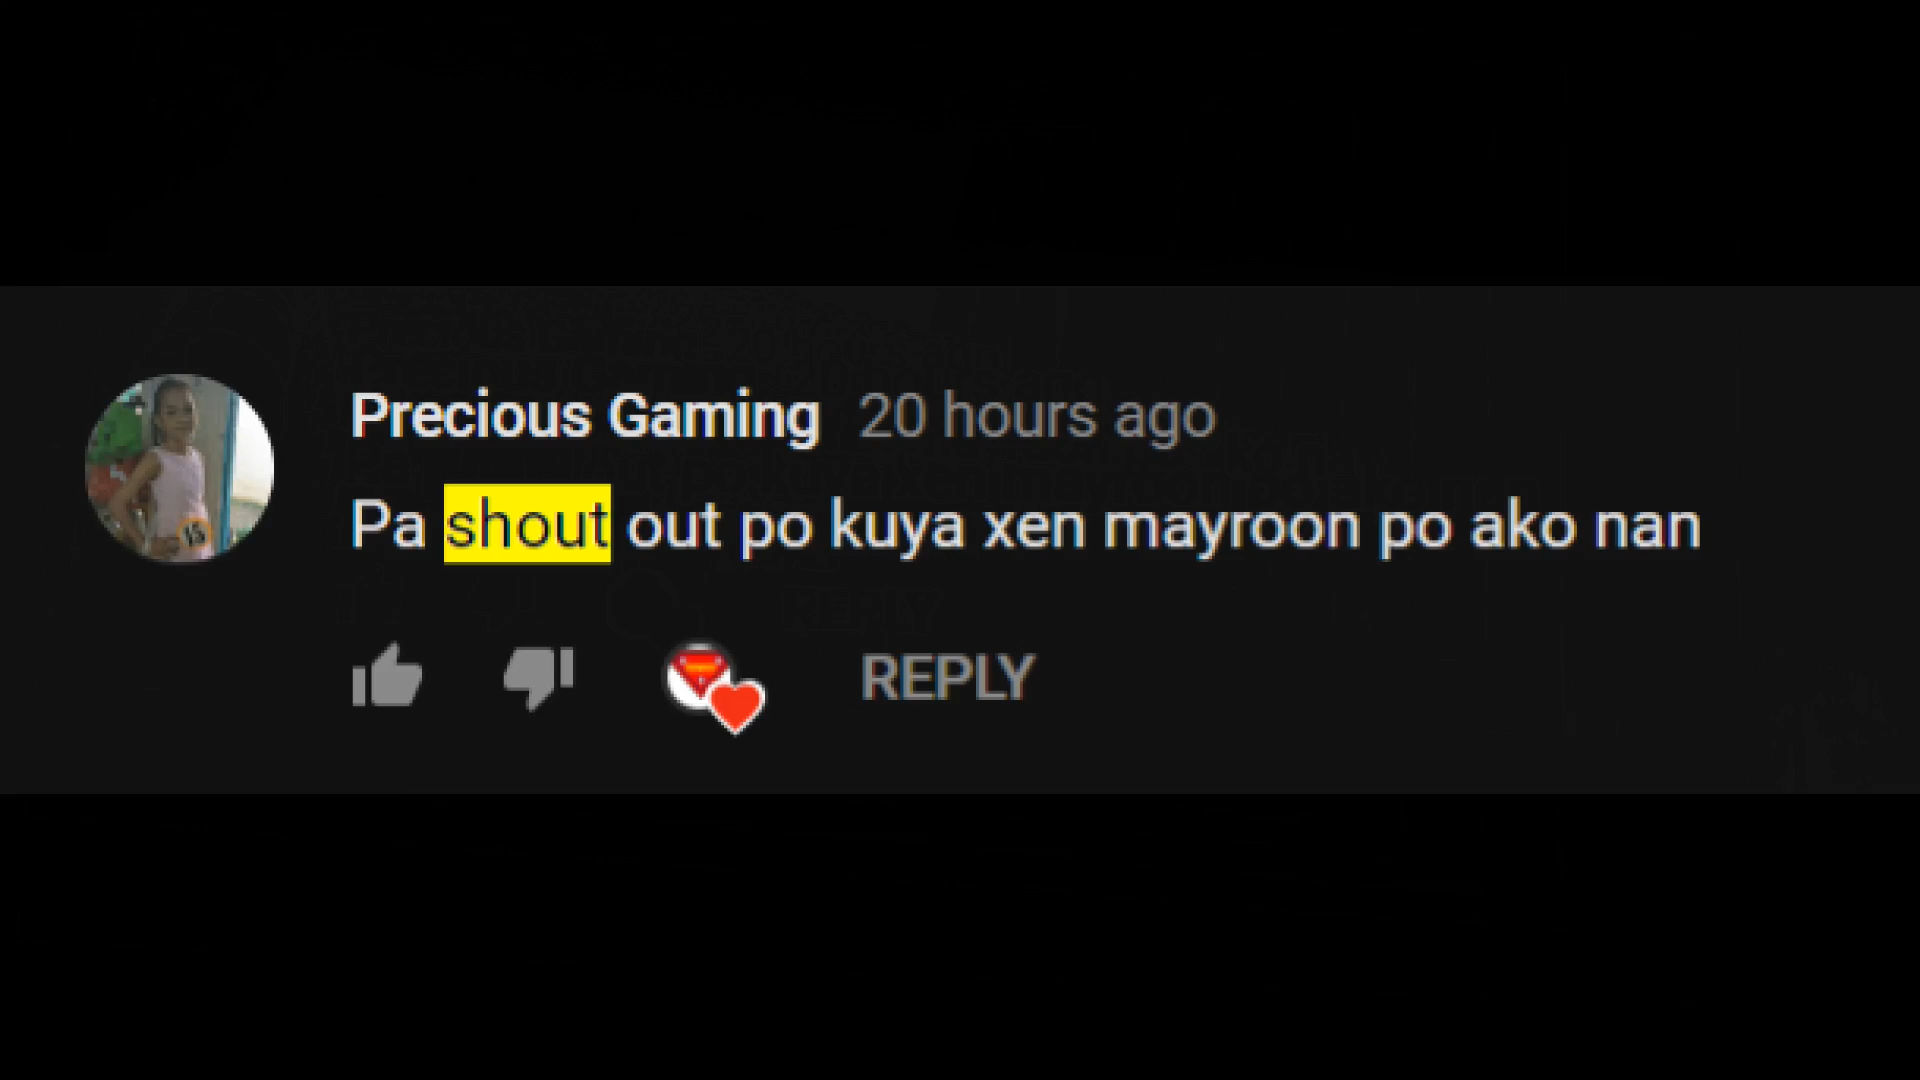 Precious Gaming 20 hours ago
Pa shout out po kuya xen mayroon po ako nan
REPLY